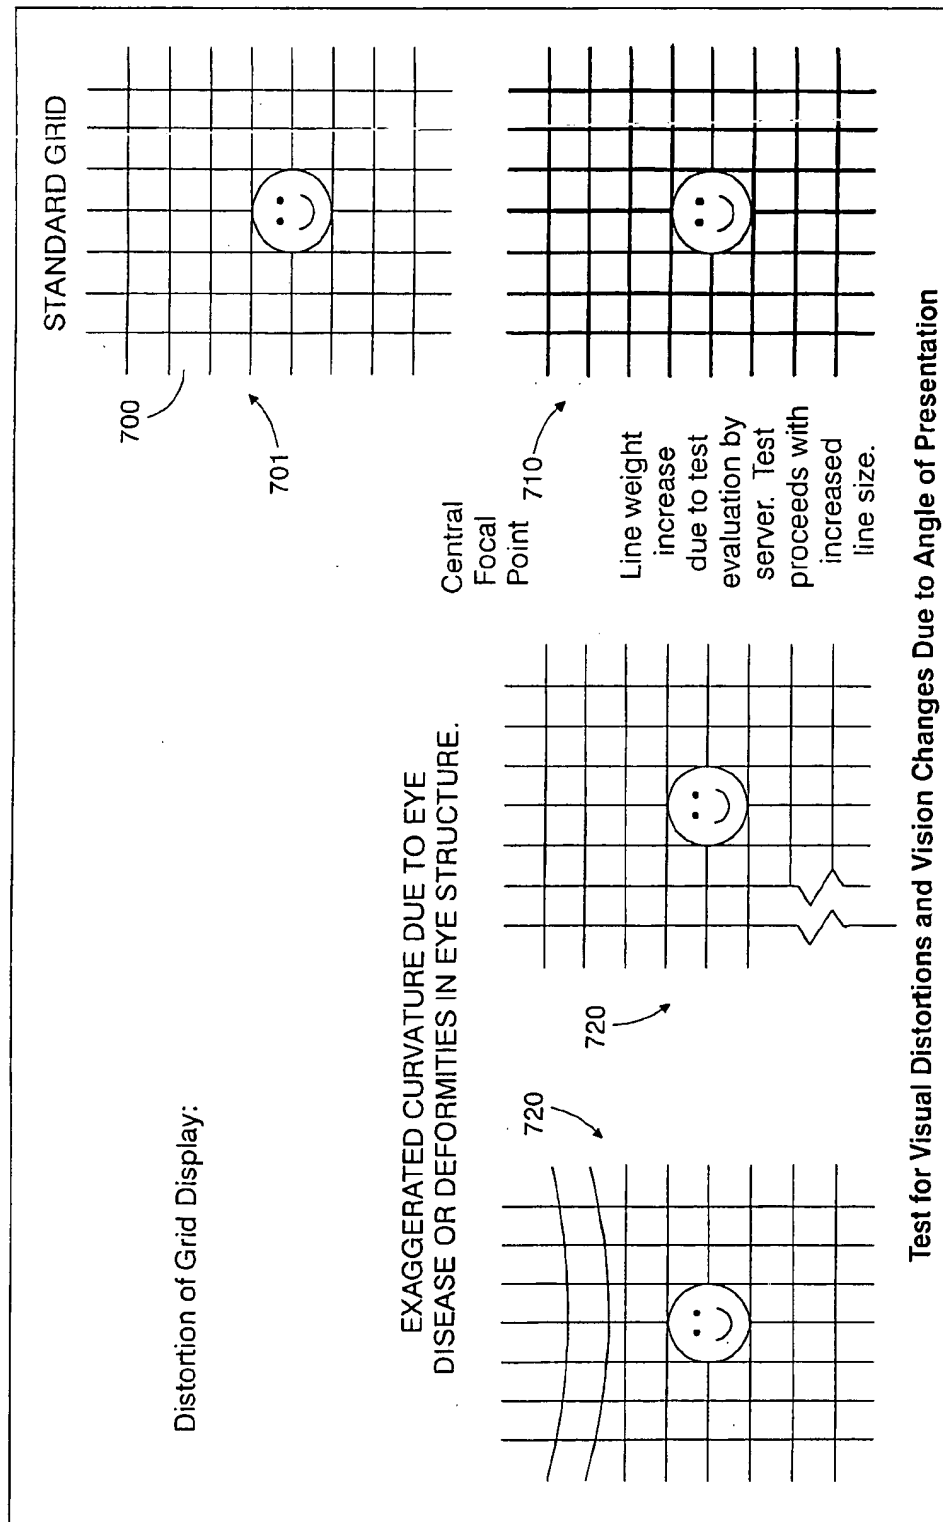 Distortion of Grid Display:
STANDARD GRID
700
701
EXAGGERATED CURVATURE DUE TO EYE
DISEASE OR DEFORMITIES IN EYE STRUCTURE.
Central
Focal
Point
710
720
720
Line weight
increase
due to test
evaluation by
server. Test
proceeds with
increased
line size.
Test for Visual Distortions and Vision Changes Due to Angle of Presentation